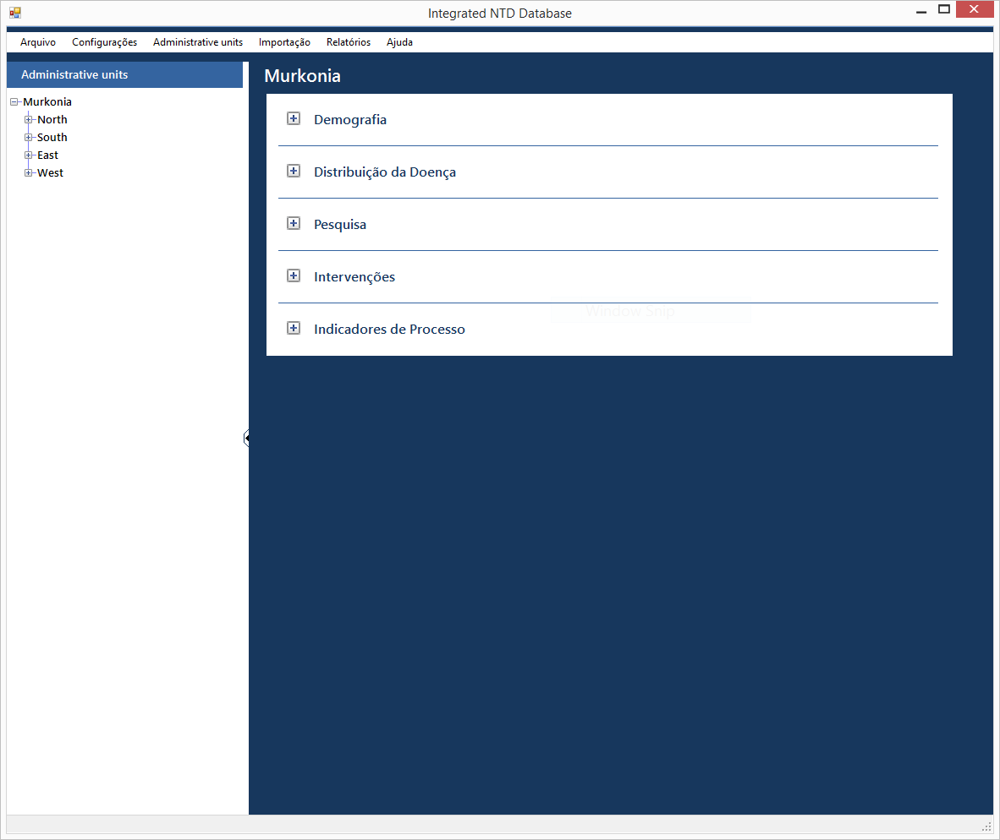 Integrated NTD Database
Arquivo Configurações Administrative units Importação Relatórios Ajuda
Administrative units
Murkonia
North
South
East
West
Murkonia
Demografia
Distribuição da Doença
Pesquisa
Intervenções
Window Snip
Indicadores de Processo